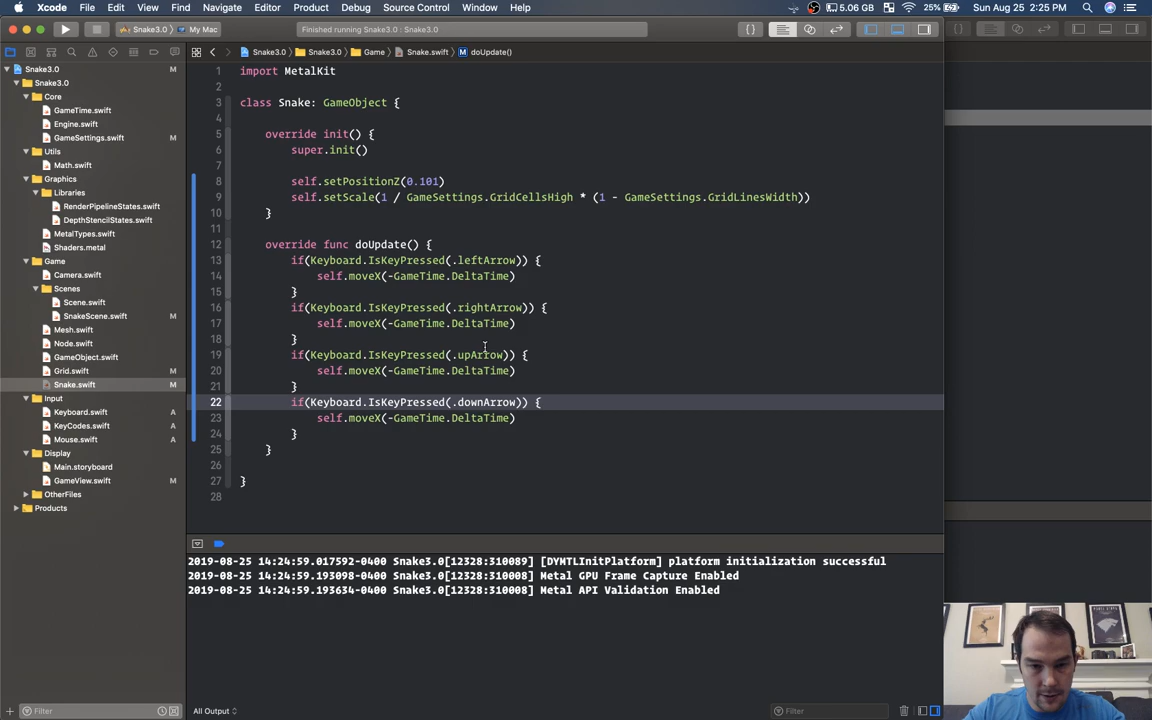 Xcode File Edit View Find Navigate Editor Product Debug Source Control Window Help 5.06 GB 25% Sun Aug 25 2:25 PM
Snake3.0 My Mac Finished running Snake3.0 : Snake3.0
Snake3.0 Snake3.0 Game Snake.swift M doUpdate()
Snake3.0 M
Snake3.0
Core
GameTime.swift
Engine.swift
GameSettings.swift M
Utils
Math.swift
Graphics
Libraries
RenderPipelineStates.swift
DepthStencilStates.swift
MetalTypes.swift
Shaders.metal
Game
Camera.swift
Scenes
Scene.swift
SnakeScene.swift M
Mesh.swift
Node.swift
GameObject.swift
Grid.swift M
Snake.swift M
Input
Keyboard.swift A
KeyCodes.swift A
Mouse.swift A
Display
Main.storyboard
GameView.swift M
OtherFiles
Products
Filter
1 import MetalKit
2
3 class Snake: GameObject {
4
5 override init() {
6 super.init()
7
8 self.setPositionZ(0.101)
9 self.setScale(1 / GameSettings.GridCellsHigh * (1 - GameSettings.GridLinesWidth))
10 }
11
12 override func doUpdate() {
13 if(Keyboard.IsKeyPressed(.leftArrow)) {
14 self.moveX(-GameTime.DeltaTime)
15 }
16 if(Keyboard.IsKeyPressed(.rightArrow)) {
17 self.moveX(-GameTime.DeltaTime)
18 }
19 if(Keyboard.IsKeyPressed(.upArrow)) {
20 self.moveX(-GameTime.DeltaTime)
21 }
22 if(Keyboard.IsKeyPressed(.downArrow)) {
23 self.moveX(-GameTime.DeltaTime)
24 }
25 }
26
27 }
28
2019-08-25 14:24:59.017592-0400 Snake3.0[12328:310089] [DYMTLInitPlatform] platform initialization successful
2019-08-25 14:24:59.193098-0400 Snake3.0[12328:310008] Metal GPU Frame Capture Enabled
2019-08-25 14:24:59.193634-0400 Snake3.0[12328:310008] Metal API Validation Enabled
All Output Filter